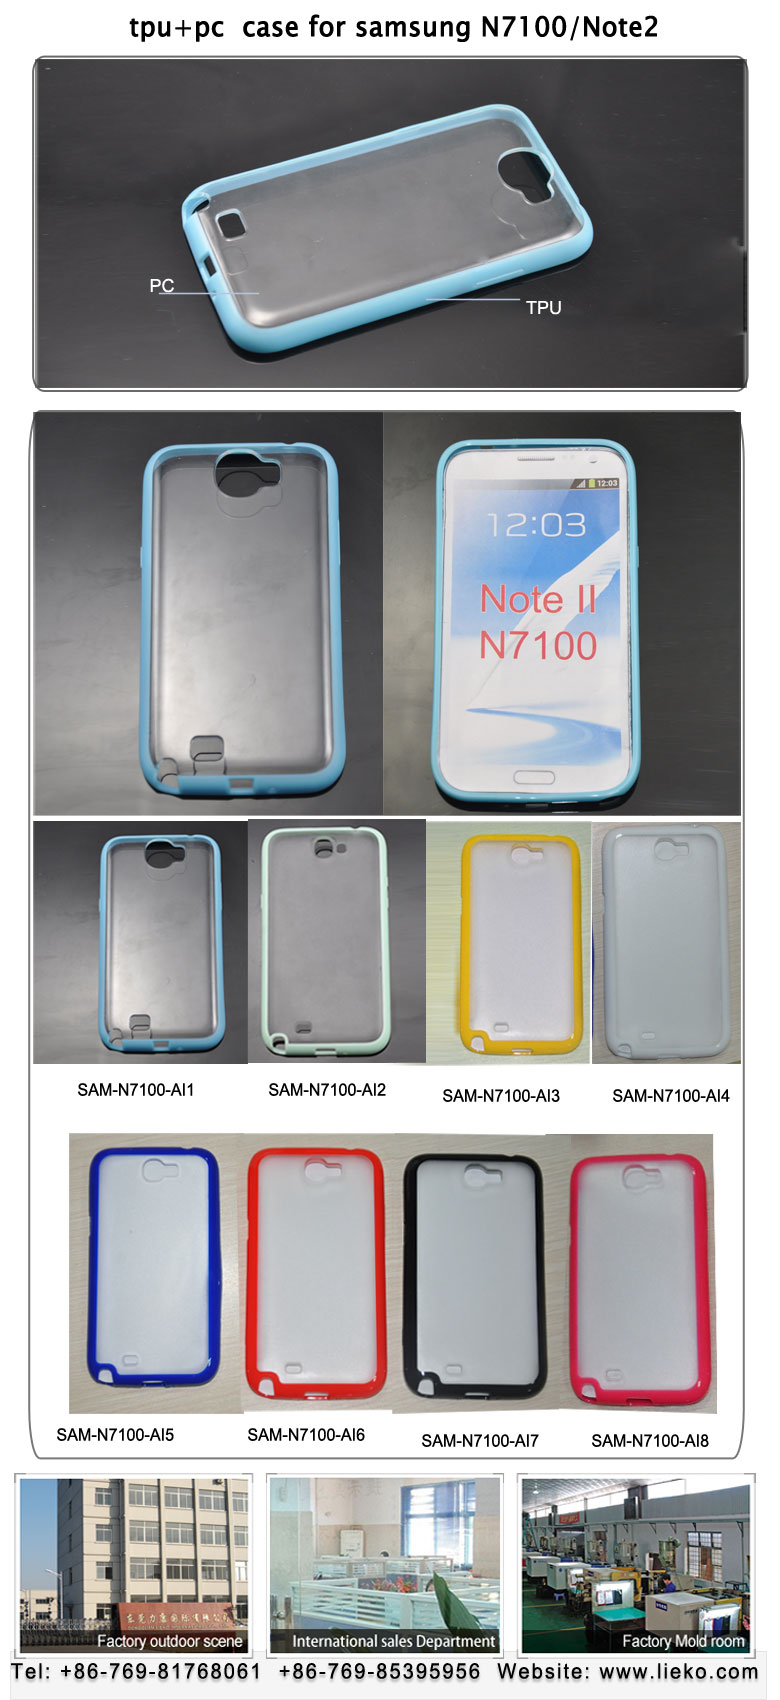 tpu+pc case for samsung N7100/Note2
PC
TPU
12:03
12:03
Note II
N7100
SAM-N7100-AI1
SAM-N7100-AI2
SAM-N7100-AI3
SAM-N7100-AI4
SAM-N7100-AI5
SAM-N7100-AI6
SAM-N7100-AI7
SAM-N7100-AI8
Factory outdoor scene
International sales Department
Factory Mold room
Tel: +86-769-81768061 +86-769-85395956 Website: www.lieko.com